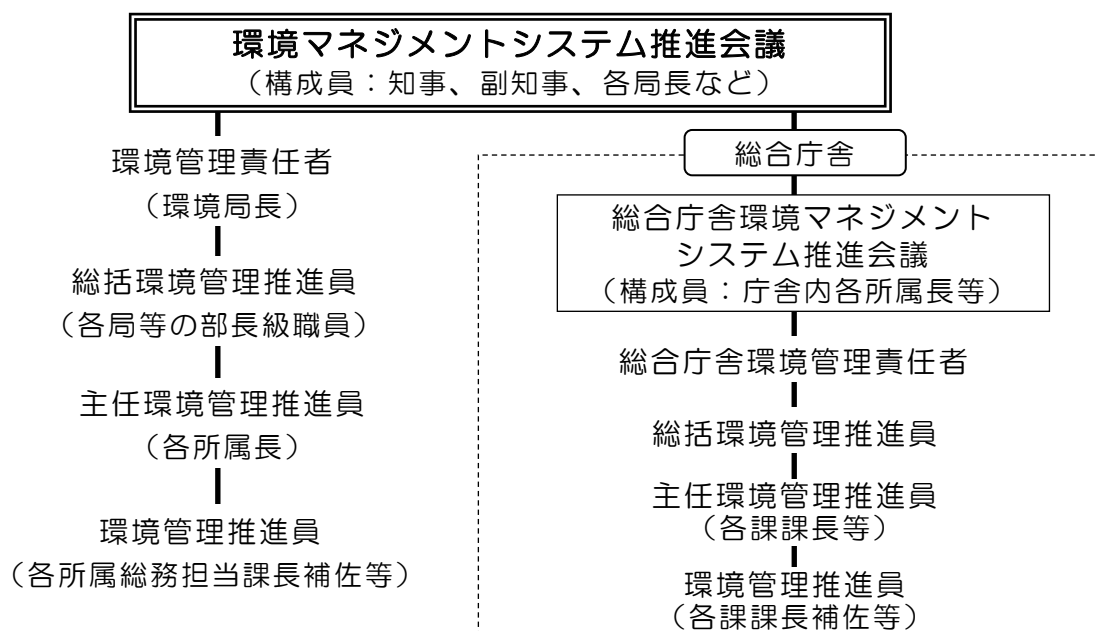 環境マネジメントシステム推進会議
（構成員：知事、副知事、各局長など）
環境管理責任者
（環境局長）
総括環境管理推進員
（各局等の部長級職員）
主任環境管理推進員
（各所属長）
環境管理推進員
（各所属総務担当課長補佐等）
総合庁舎
総合庁舎環境マネジメント
システム推進会議
（構成員：庁舎内各所属長等）
総合庁舎環境管理責任者
総括環境管理推進員
主任環境管理推進員
（各課課長等）
環境管理推進員
（各課課長補佐等）